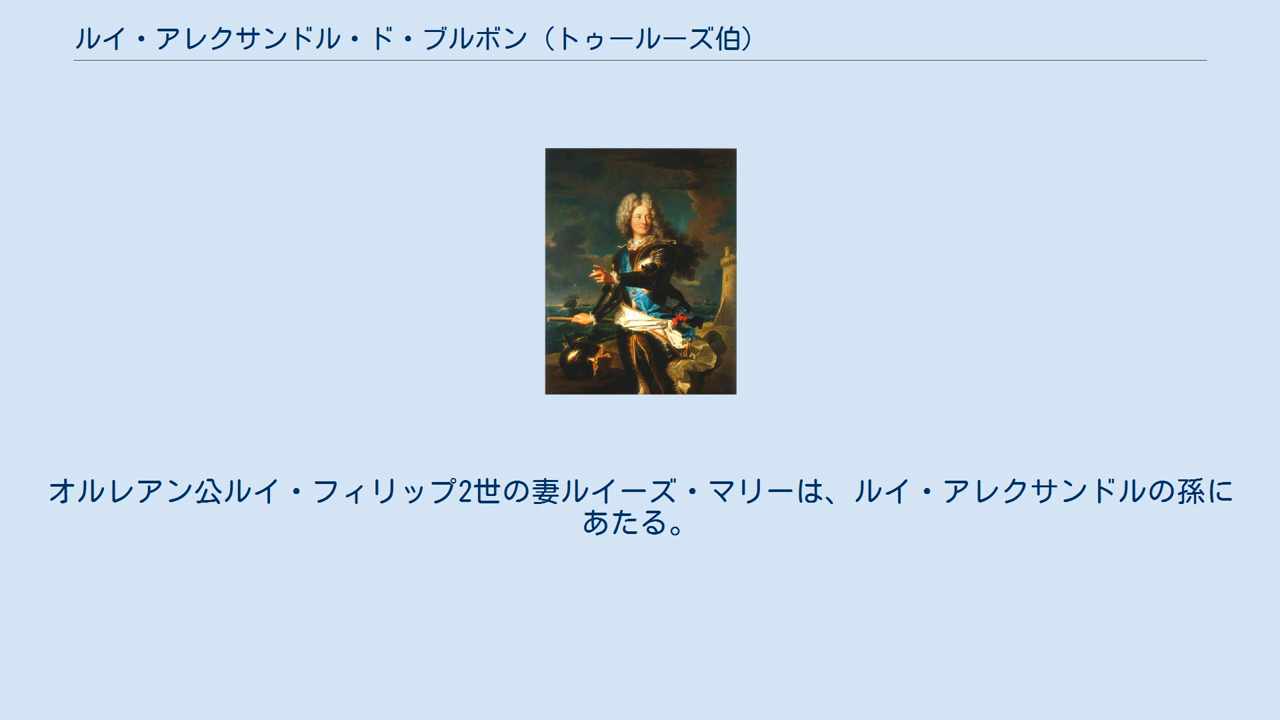 ルイ・アレクサンドル・ド・ブルボン（トゥールーズ伯）
オルレアン公ルイ・フィリップ2世の妻ルイーズ・マリーは、ルイ・アレクサンドルの孫に
あたる。